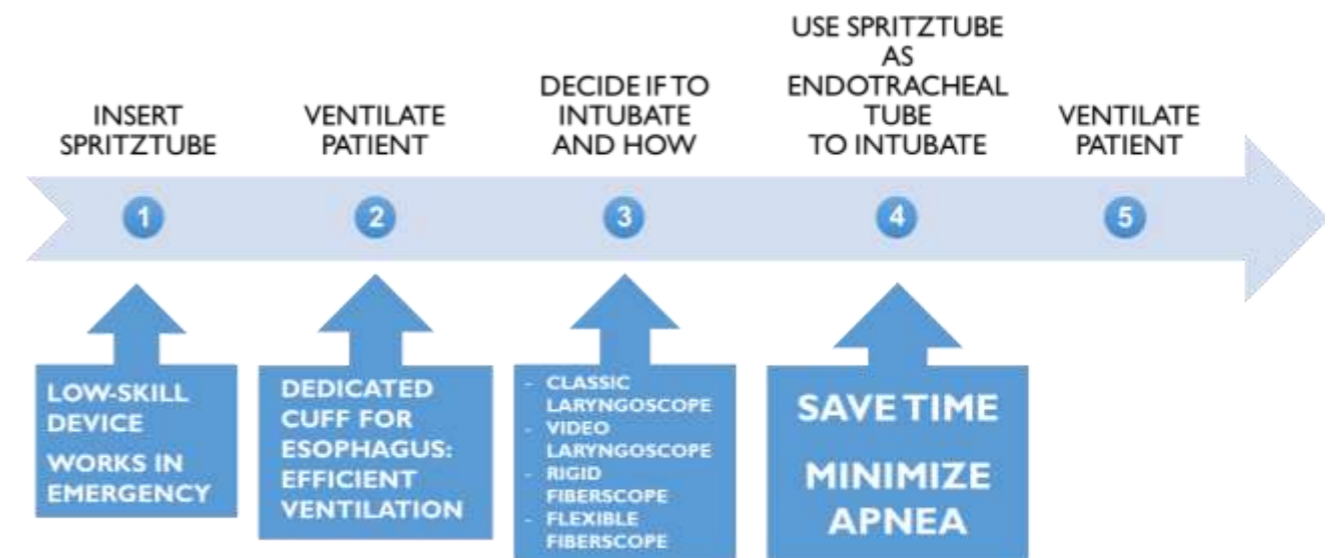 INSERT
SPRITZTUBE
VENTILATE
PATIENT
DECIDE IF TO
INTUBATE
AND HOW
USE SPRITZTUBE
AS
ENDOTRACHEAL
TUBE
TO INTUBATE
VENTILATE
PATIENT
1
2
3
4
5
LOW-SKILL
DEVICE
WORKS IN
EMERGENCY
DEDICATED
CUFF FOR
ESOPHAGUS:
EFFICIENT
VENTILATION
- CLASSIC
LARYNGOSCOPE
- VIDEO
LARYNGOSCOPE
- RIGID
FIBERSCOPE
- FLEXIBLE
FIBERSCOPE
SAVE TIME
MINIMIZE
APNEA